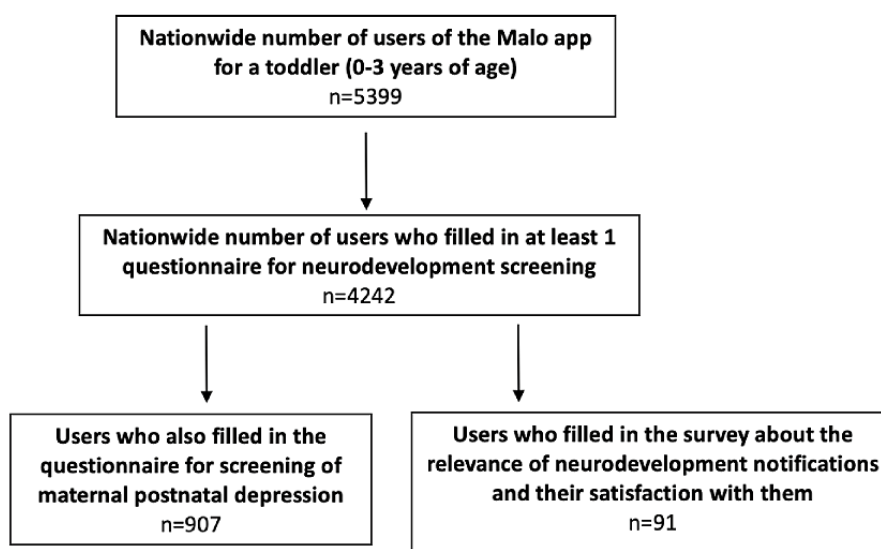 Nationwide number of users of the Malo app
for a toddler (0-3 years of age)
n=5399
Nationwide number of users who filled in at least 1
questionnaire for neurodevelopment screening
n=4242
Users who also filled in the
questionnaire for screening of
maternal postnatal depression
n=907
Users who filled in the survey about the
relevance of neurodevelopment notifications
and their satisfaction with them
n=91